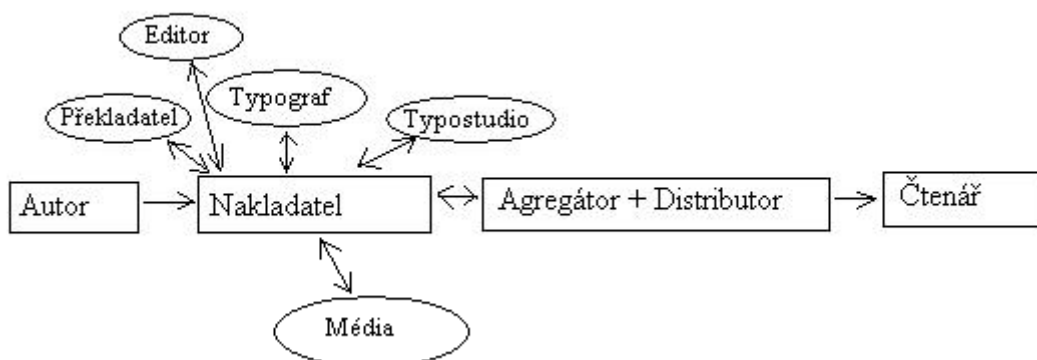 Editor
Typograf
Překladatel
Typostudio
Autor
Nakladatel
Agregátor + Distributor
Čtenář
Média